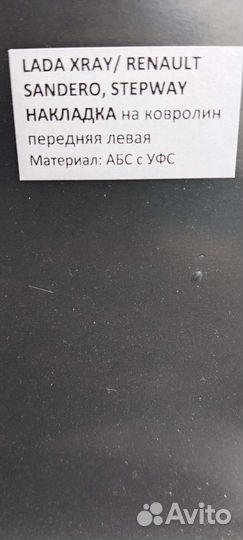 LADA XRAY/ RENAULT
SANDERO, STEPWAY
НАКЛАДКА на ковролин
передняя левая
Материал: АБС с УФС
Avito